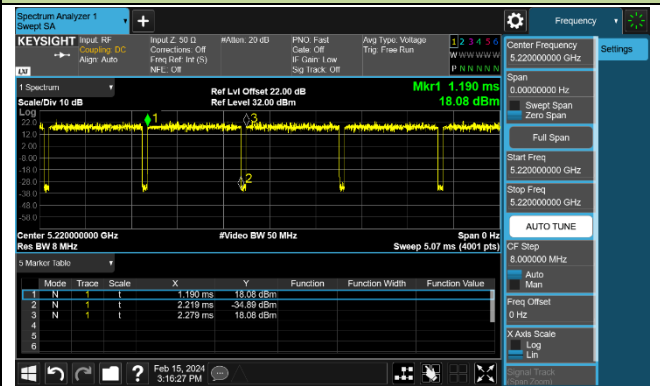 Spectrum Analyzer 1
Swept SA
Frequency
KEYSIGHT
Input: RF
Coupling: DC
Align: Auto
Input Z: 50 Ω
Corrections: Off
Freq Ref: Int (S)
NFE: Off
#Atten: 20 dB
PNO: Fast
Gate: Off
IF Gain: Low
Sig Track: Off
Avg Type: Voltage
Trig: Free Run
1 2 3 4 5 6
W W W W W W
P N N N N N
LXI
1 Spectrum
Scale/Div 10 dB
Ref Lvl Offset 22.00 dB
Ref Level 32.00 dBm
Mkr1 1.190 ms
18.08 dBm
Log
22.0
12.0
2.00
-8.00
-18.0
-28.0
-38.0
-48.0
-58.0
1
3
2
Center 5.220000000 GHz
Res BW 8 MHz
#Video BW 50 MHz
Span 0 Hz
Sweep 5.07 ms (4001 pts)
5 Marker Table
Mode Trace Scale X Y Function Function Width Function Value
1 N 1 t 1.190 ms 18.08 dBm
2 N 1 t 2.219 ms -34.89 dBm
3 N 1 t 2.279 ms 18.08 dBm
4
5
6
Feb 15, 2024
3:16:27 PM
Center Frequency
5.220000000 GHz
Settings
Span
0.00000000 Hz
Swept Span
Zero Span
Full Span
Start Freq
5.220000000 GHz
Stop Freq
5.220000000 GHz
AUTO TUNE
CF Step
8.000000 MHz
Auto
Man
Freq Offset
0 Hz
X Axis Scale
Log
Lin
Signal Track
(Span Zoom)